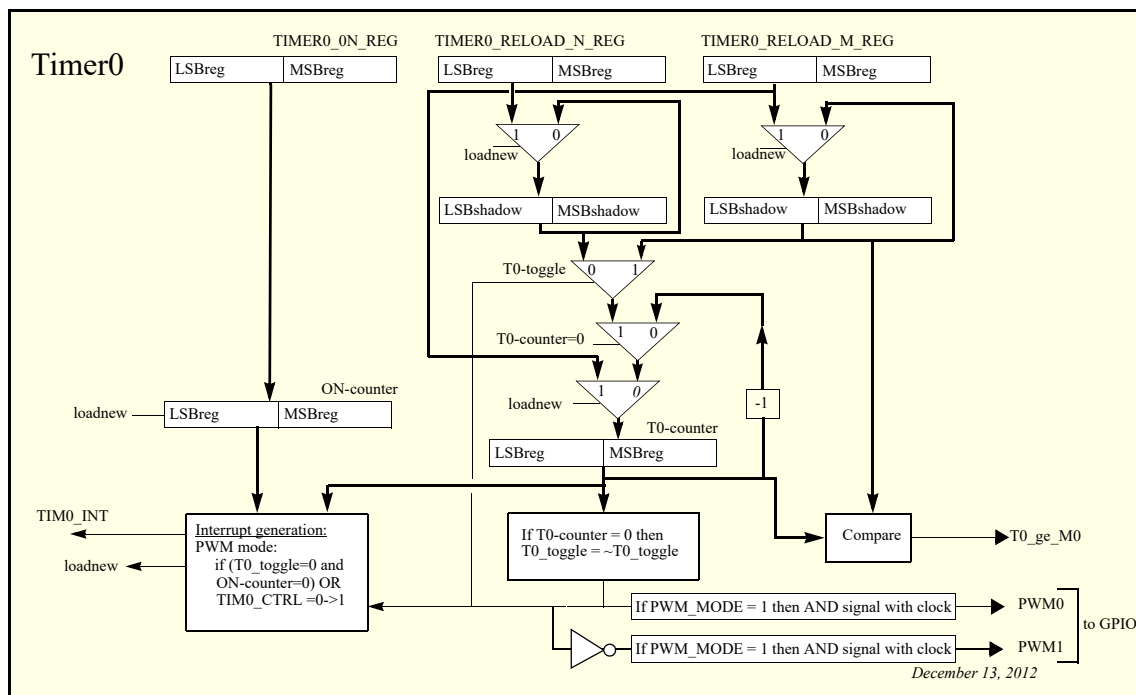 Timer0
TIMER0_0N_REG
TIMER0_RELOAD_N_REG
TIMER0_RELOAD_M_REG
LSBreg MSBreg
LSBreg MSBreg
LSBreg MSBreg
1 0
loadnew
1 0
loadnew
LSBshadow MSBshadow
LSBshadow MSBshadow
T0-toggle
0 1
T0-counter=0
1 0
loadnew
1 0
-1
ON-counter
loadnew
LSBreg MSBreg
T0-counter
LSBreg MSBreg
TIM0_INT
loadnew
Interrupt generation:
PWM mode:
if (T0_toggle=0 and
ON-counter=0) OR
TIM0_CTRL =0->1
If T0-counter = 0 then
T0_toggle = ~T0_toggle
Compare
T0_ge_M0
If PWM_MODE = 1 then AND signal with clock
PWM0
If PWM_MODE = 1 then AND signal with clock
PWM1
to GPIO
December 13, 2012